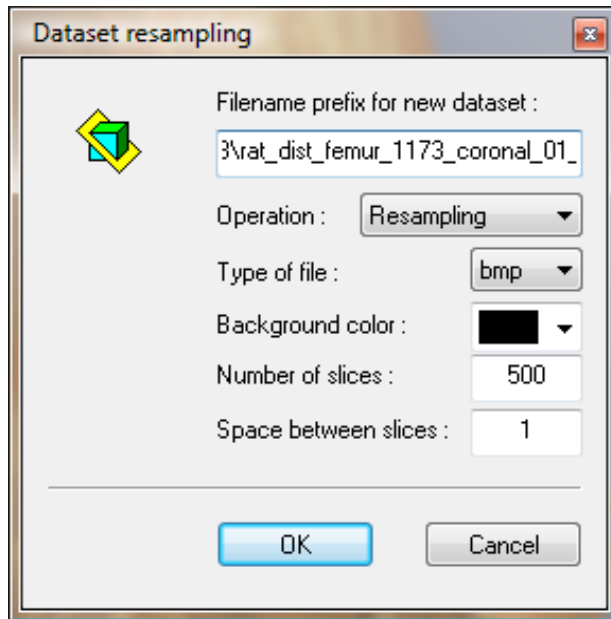 Dataset resampling
Filename prefix for new dataset :
3\rat_dist_femur_1173_coronal_01_
Operation : Resampling
Type of file : bmp
Background color :
Number of slices : 500
Space between slices : 1
OK Cancel